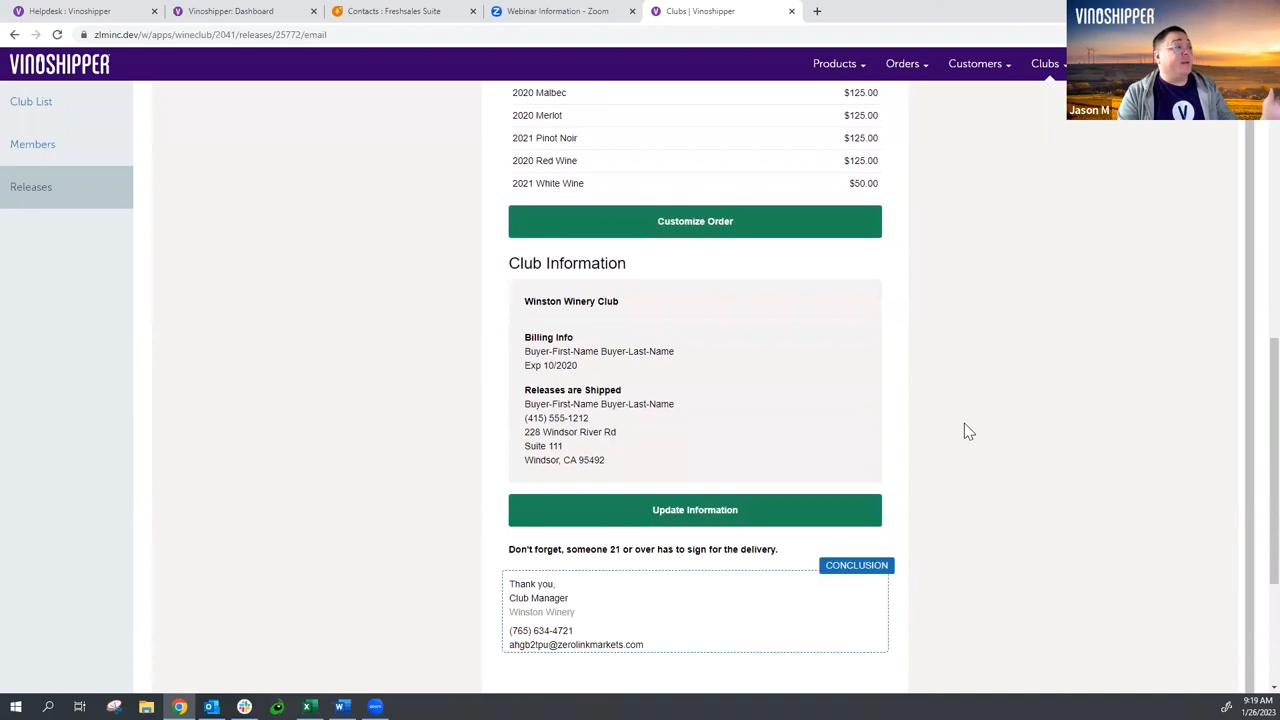 Helpdesk : Vinoshipper
Vinoshipper: Dashboard
Contacts : Freshsales Suite
Webinar Information - Zoom
Clubs | Vinoshipper
zlminc.dev/w/apps/wineclub/2041/releases/25772/email
VINOSHIPPER
Products
Orders
Customers
Clubs
VINOSHIPPER
Jason M
Club List
Members
Releases
2020 Malbec $125.00
2020 Merlot $125.00
2021 Pinot Noir $125.00
2020 Red Wine $125.00
2021 White Wine $50.00
Customize Order
Club Information
Winston Winery Club
Billing Info
Buyer-First-Name Buyer-Last-Name
Exp 10/2020
Releases are Shipped
Buyer-First-Name Buyer-Last-Name
(415) 555-1212
228 Windsor River Rd
Suite 111
Windsor, CA 95492
Update Information
Don't forget, someone 21 or over has to sign for the delivery.
CONCLUSION
Thank you,
Club Manager
Winston Winery
(765) 634-4721
ahgb2tpu@zerolinkmarkets.com
9:19 AM
1/26/2023